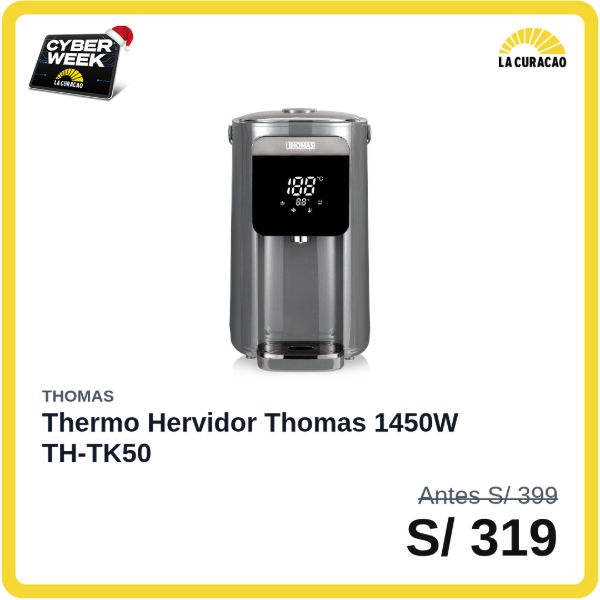 CYBER
WEEK
LA CURACAO
LA CURACAO
THOMAS
188°C
88
THOMAS
Thermo Hervidor Thomas 1450W
TH-TK50
Antes S/ 399
S/ 319